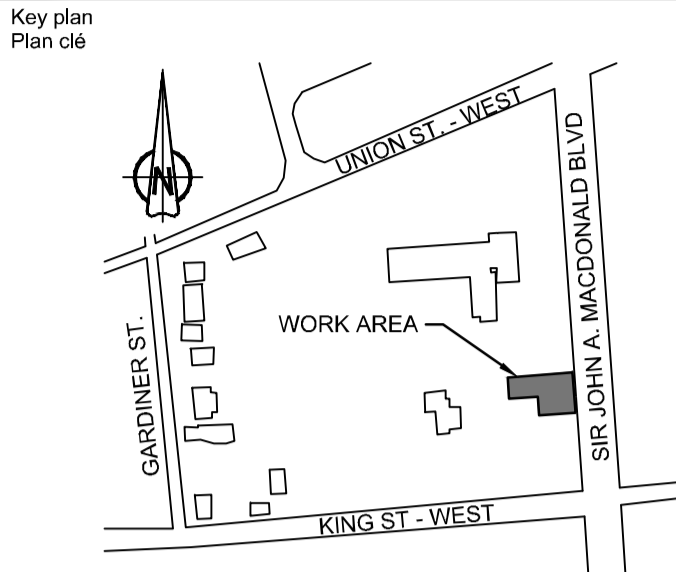 Key plan
Plan clé
N
UNION ST. - WEST
SIR JOHN A. MACDONALD BLVD
WORK AREA
GARDINER ST.
KING ST - WEST